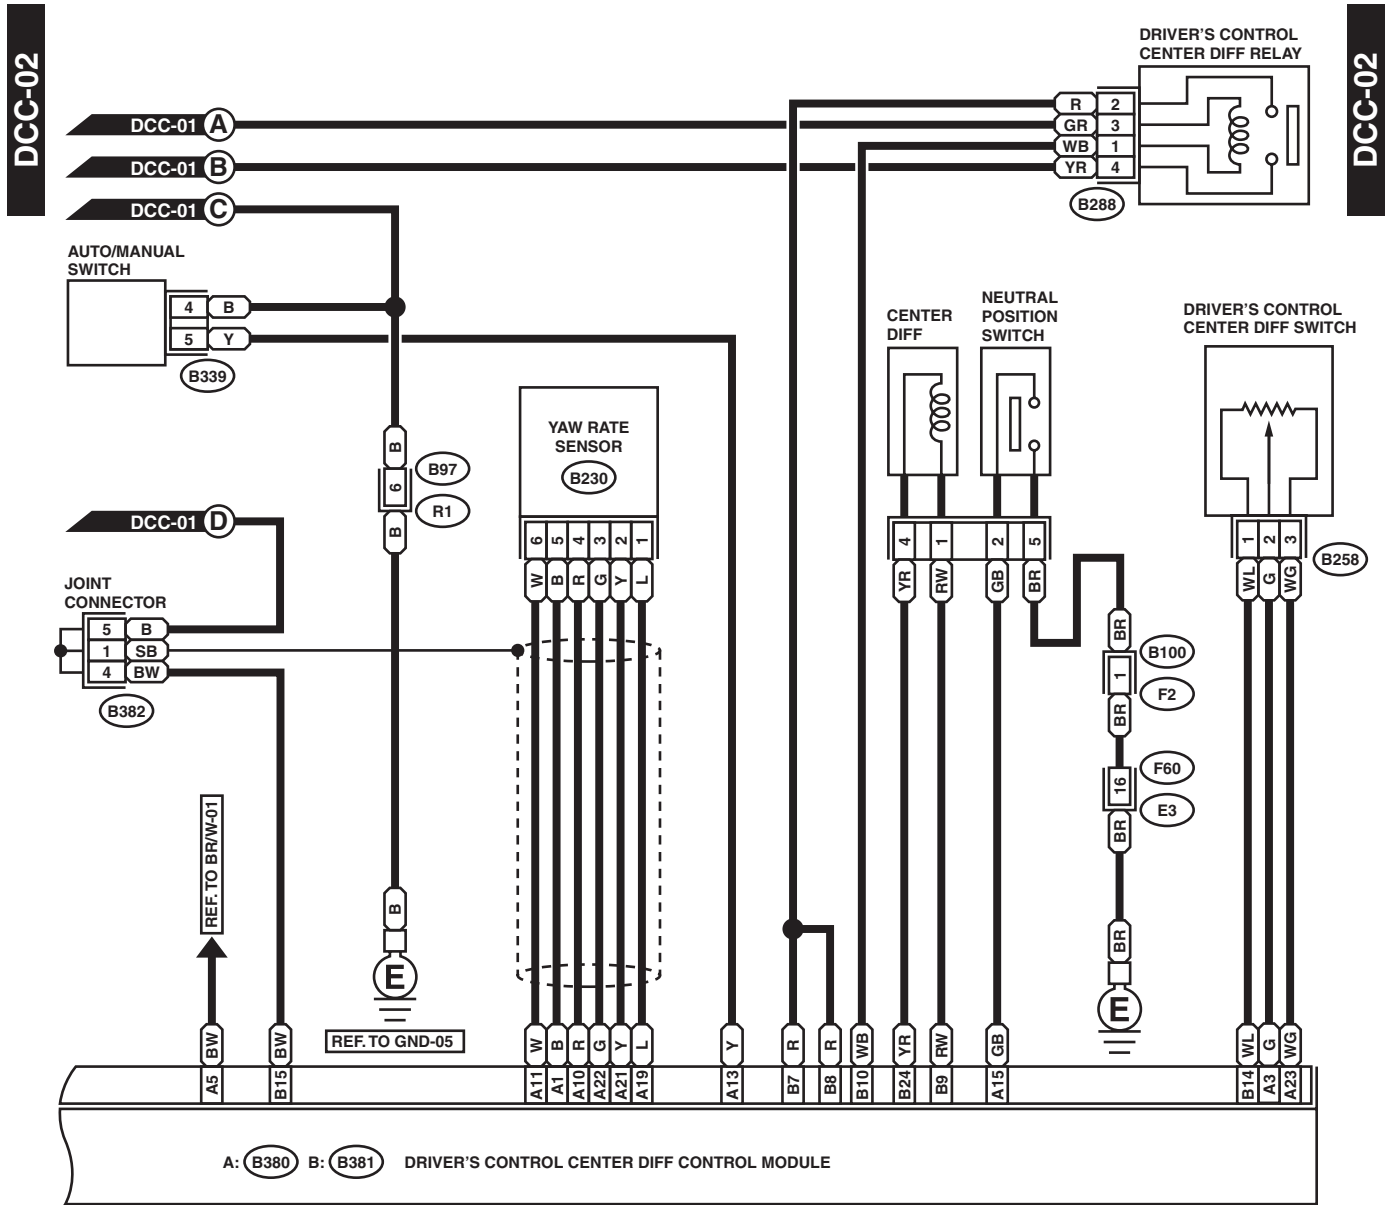 DCC-02
DCC-02
DRIVER'S CONTROL
CENTER DIFF RELAY
DCC-01 A
DCC-01 B
DCC-01 C
R 2
GR 3
WB 1
YR 4
B288
AUTO/MANUAL
SWITCH
4 B
5 Y
B339
B
6
B
B97
R1
YAW RATE
SENSOR
B230
6 5 4 3 2 1
W B R G Y L
CENTER
DIFF
NEUTRAL
POSITION
SWITCH
4 1 2 5
YR RW GB BR
DRIVER'S CONTROL
CENTER DIFF SWITCH
1 2 3
WL G WG
B258
DCC-01 D
JOINT
CONNECTOR
5 B
1 SB
4 BW
B382
BR
1
BR
B100
F2
16
BR
F60
E3
BR
E
REF. TO BR/W-01
B
E
REF. TO GND-05
BW BW W B R G Y L Y R R WB YR RW GB WL G WG
A5 B15 A11 A1 A10 A22 A21 A19 A13 B7 B8 B10 B24 B9 A15 B14 A3 A23
A: B380 B: B381 DRIVER'S CONTROL CENTER DIFF CONTROL MODULE